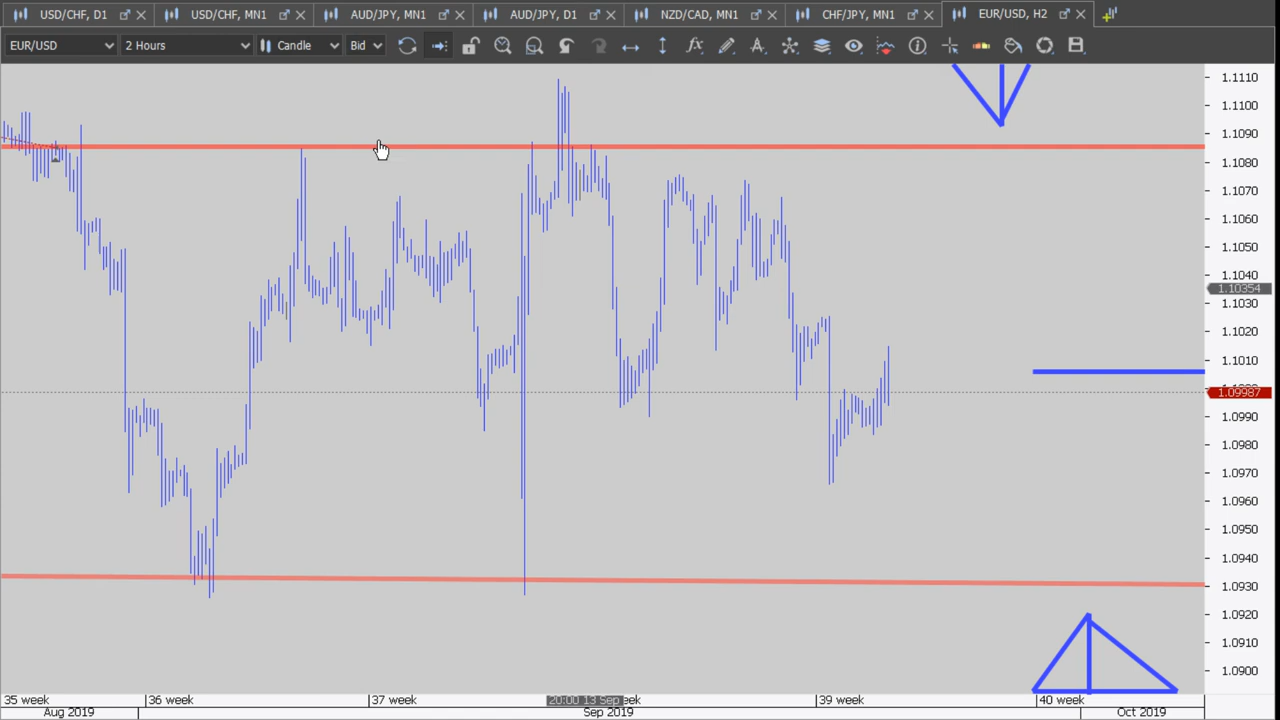 USD/CHF, D1
USD/CHF, MN1
AUD/JPY, MN1
AUD/JPY, D1
NZD/CAD, MN1
CHF/JPY, MN1
EUR/USD, H2
EUR/USD
2 Hours
Candle
Bid
1.1110
1.1100
1.1090
1.1080
1.1070
1.1060
1.1050
1.1040
1.10354
1.1030
1.1020
1.1010
1.09987
1.0990
1.0980
1.0970
1.0960
1.0950
1.0940
1.0930
1.0920
1.0910
1.0900
35 week
36 week
37 week
20:00 13 Sep
39 week
40 week
Aug 2019
Sep 2019
Oct 2019